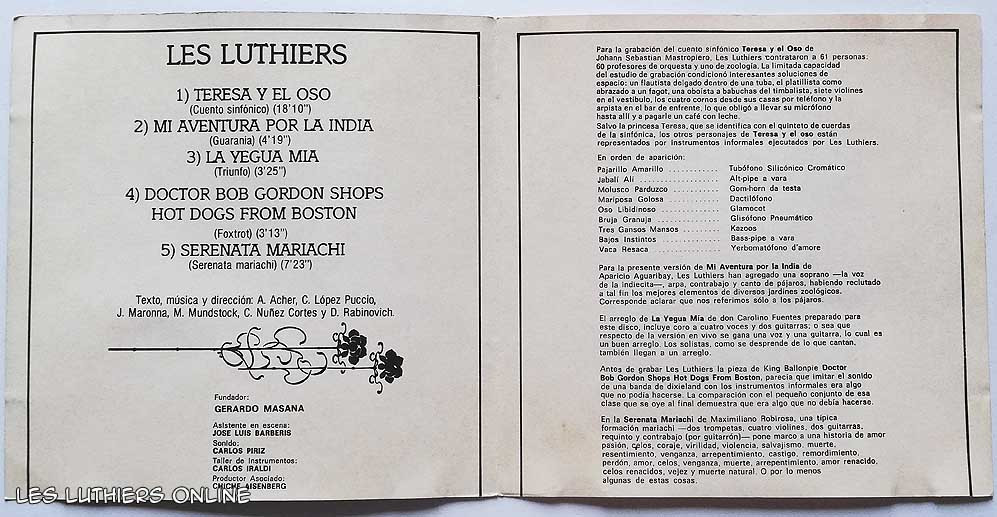 LES LUTHIERS
1) TERESA Y EL OSO
(Cuento sinfónico) (18'10")
2) MI AVENTURA POR LA INDIA
(Guarania) (4'19")
3) LA YEGUA MIA
(Triunfo) (3'25")
4) DOCTOR BOB GORDON SHOPS
HOT DOGS FROM BOSTON
(Foxtrot) (3'13")
5) SERENATA MARIACHI
(Serenata mariachi) (7'23")
Texto, música y dirección: A. Acher, C. López Puccio,
J. Maronna, M. Mundstock, C. Nuñez Cortes y D. Rabinovich.
Fundador:
GERARDO MASANA
Asistente en escena:
JOSE LUIS BARBERIS
Sonido:
CARLOS PIRIZ
Taller de Instrumentos:
CARLOS IRALDI
Productor Asociado:
CHICHE AISENBERG
Para la grabación del cuento sinfónico Teresa y el Oso de
Johann Sebastian Mastropiero, Les Luthiers contrataron a 61 personas:
60 profesores de orquesta y uno de zoología. La limitada capacidad
del estudio de grabación condicionó interesantes soluciones de
espacio: un flautista delgado dentro de una tuba, el platillista como
abrazado a un fagot, una oboísta a babuchas del timbalista, siete violines
en el vestíbulo, los cuatro cornos desde sus casas por teléfono y la
arpista en el bar de enfrente, lo que obligó a llevar su micrófono
hasta allí y a pagarle un café con leche.
Salvo la princesa Teresa, que se identifica con el quinteto de cuerdas
de la sinfónica, los otros personajes de Teresa y el oso están
representados por instrumentos informales ejecutados por Les Luthiers.
En orden de aparición:
Pajarillo Amarillo ............ Tubófono Silicónico Cromático
Jabalí Alí ................... Alt-pipe a vara
Molusco Parduzco ............ Gom-horn da testa
Mariposa Golosa .............. Dactilófono
Oso Libidinoso .............. Glamocot
Bruja Granuja ................ Glisófono Pneumático
Tres Gansos Mansos ......... Kazoos
Bajos Instintos ............... Bass-pipe a vara
Vaca Resaca ................. Yerbomatófono d'amore
Para la presente versión de Mi Aventura por la India de
Aparicio Aguaribay, Les Luthiers han agregado una soprano —la voz
de la indiecita—, arpa, contrabajo y canto de pájaros, habiendo reclutado
a tal fin los mejores elementos de diversos jardines zoológicos.
Corresponde aclarar que nos referimos sólo a los pájaros.
El arreglo de La Yegua Mía de don Carolino Fuentes preparado para
este disco, incluye coro a cuatro voces y dos guitarras; o sea que
respecto de la versión en vivo se gana una voz y una guitarra, lo cual es
un buen arreglo. Los solistas, como se desprende de lo que cantan,
también llegan a un arreglo.
Antes de grabar Les Luthiers la pieza de King Ballonpie Doctor
Bob Gordon Shops Hot Dogs From Boston, parecía que imitar el sonido
de una banda de dixieland con los instrumentos informales era algo
que no podía hacerse. La comparación con el pequeño conjunto de esa
clase que se oye al final demuestra que era algo que no debía hacerse.
En la Serenata Mariachi de Maximiliano Robirosa, una típica
formación mariachi —dos trompetas, cuatro violines, dos guitarras,
requinto y contrabajo (por guitarrón)— pone marco a una historia de amor
pasión, celos, coraje, virilidad, violencia, salvajismo, muerte,
resentimiento, venganza, arrepentimiento, castigo, remordimiento,
perdón, amor, celos, venganza, muerte, arrepentimiento, amor renacido,
celos renacidos, vejez y muerte natural. O por lo menos
algunas de estas cosas.
LES LUTHIERS ONLINE